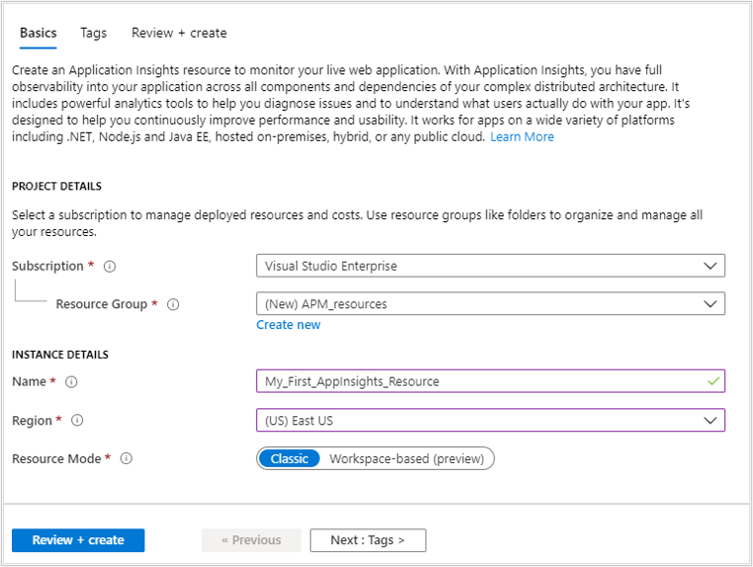 Basics Tags Review + create
Create an Application Insights resource to monitor your live web application. With Application Insights, you have full
observability into your application across all components and dependencies of your complex distributed architecture. It
includes powerful analytics tools to help you diagnose issues and to understand what users actually do with your app. It's
designed to help you continuously improve performance and usability. It works for apps on a wide variety of platforms
including .NET, Node.js and Java EE, hosted on-premises, hybrid, or any public cloud. Learn More
PROJECT DETAILS
Select a subscription to manage deployed resources and costs. Use resource groups like folders to organize and manage all
your resources.
Subscription * Visual Studio Enterprise
Resource Group * (New) APM_resources
Create new
INSTANCE DETAILS
Name * My_First_AppInsights_Resource
Region * (US) East US
Resource Mode * Classic Workspace-based (preview)
Review + create « Previous Next : Tags >